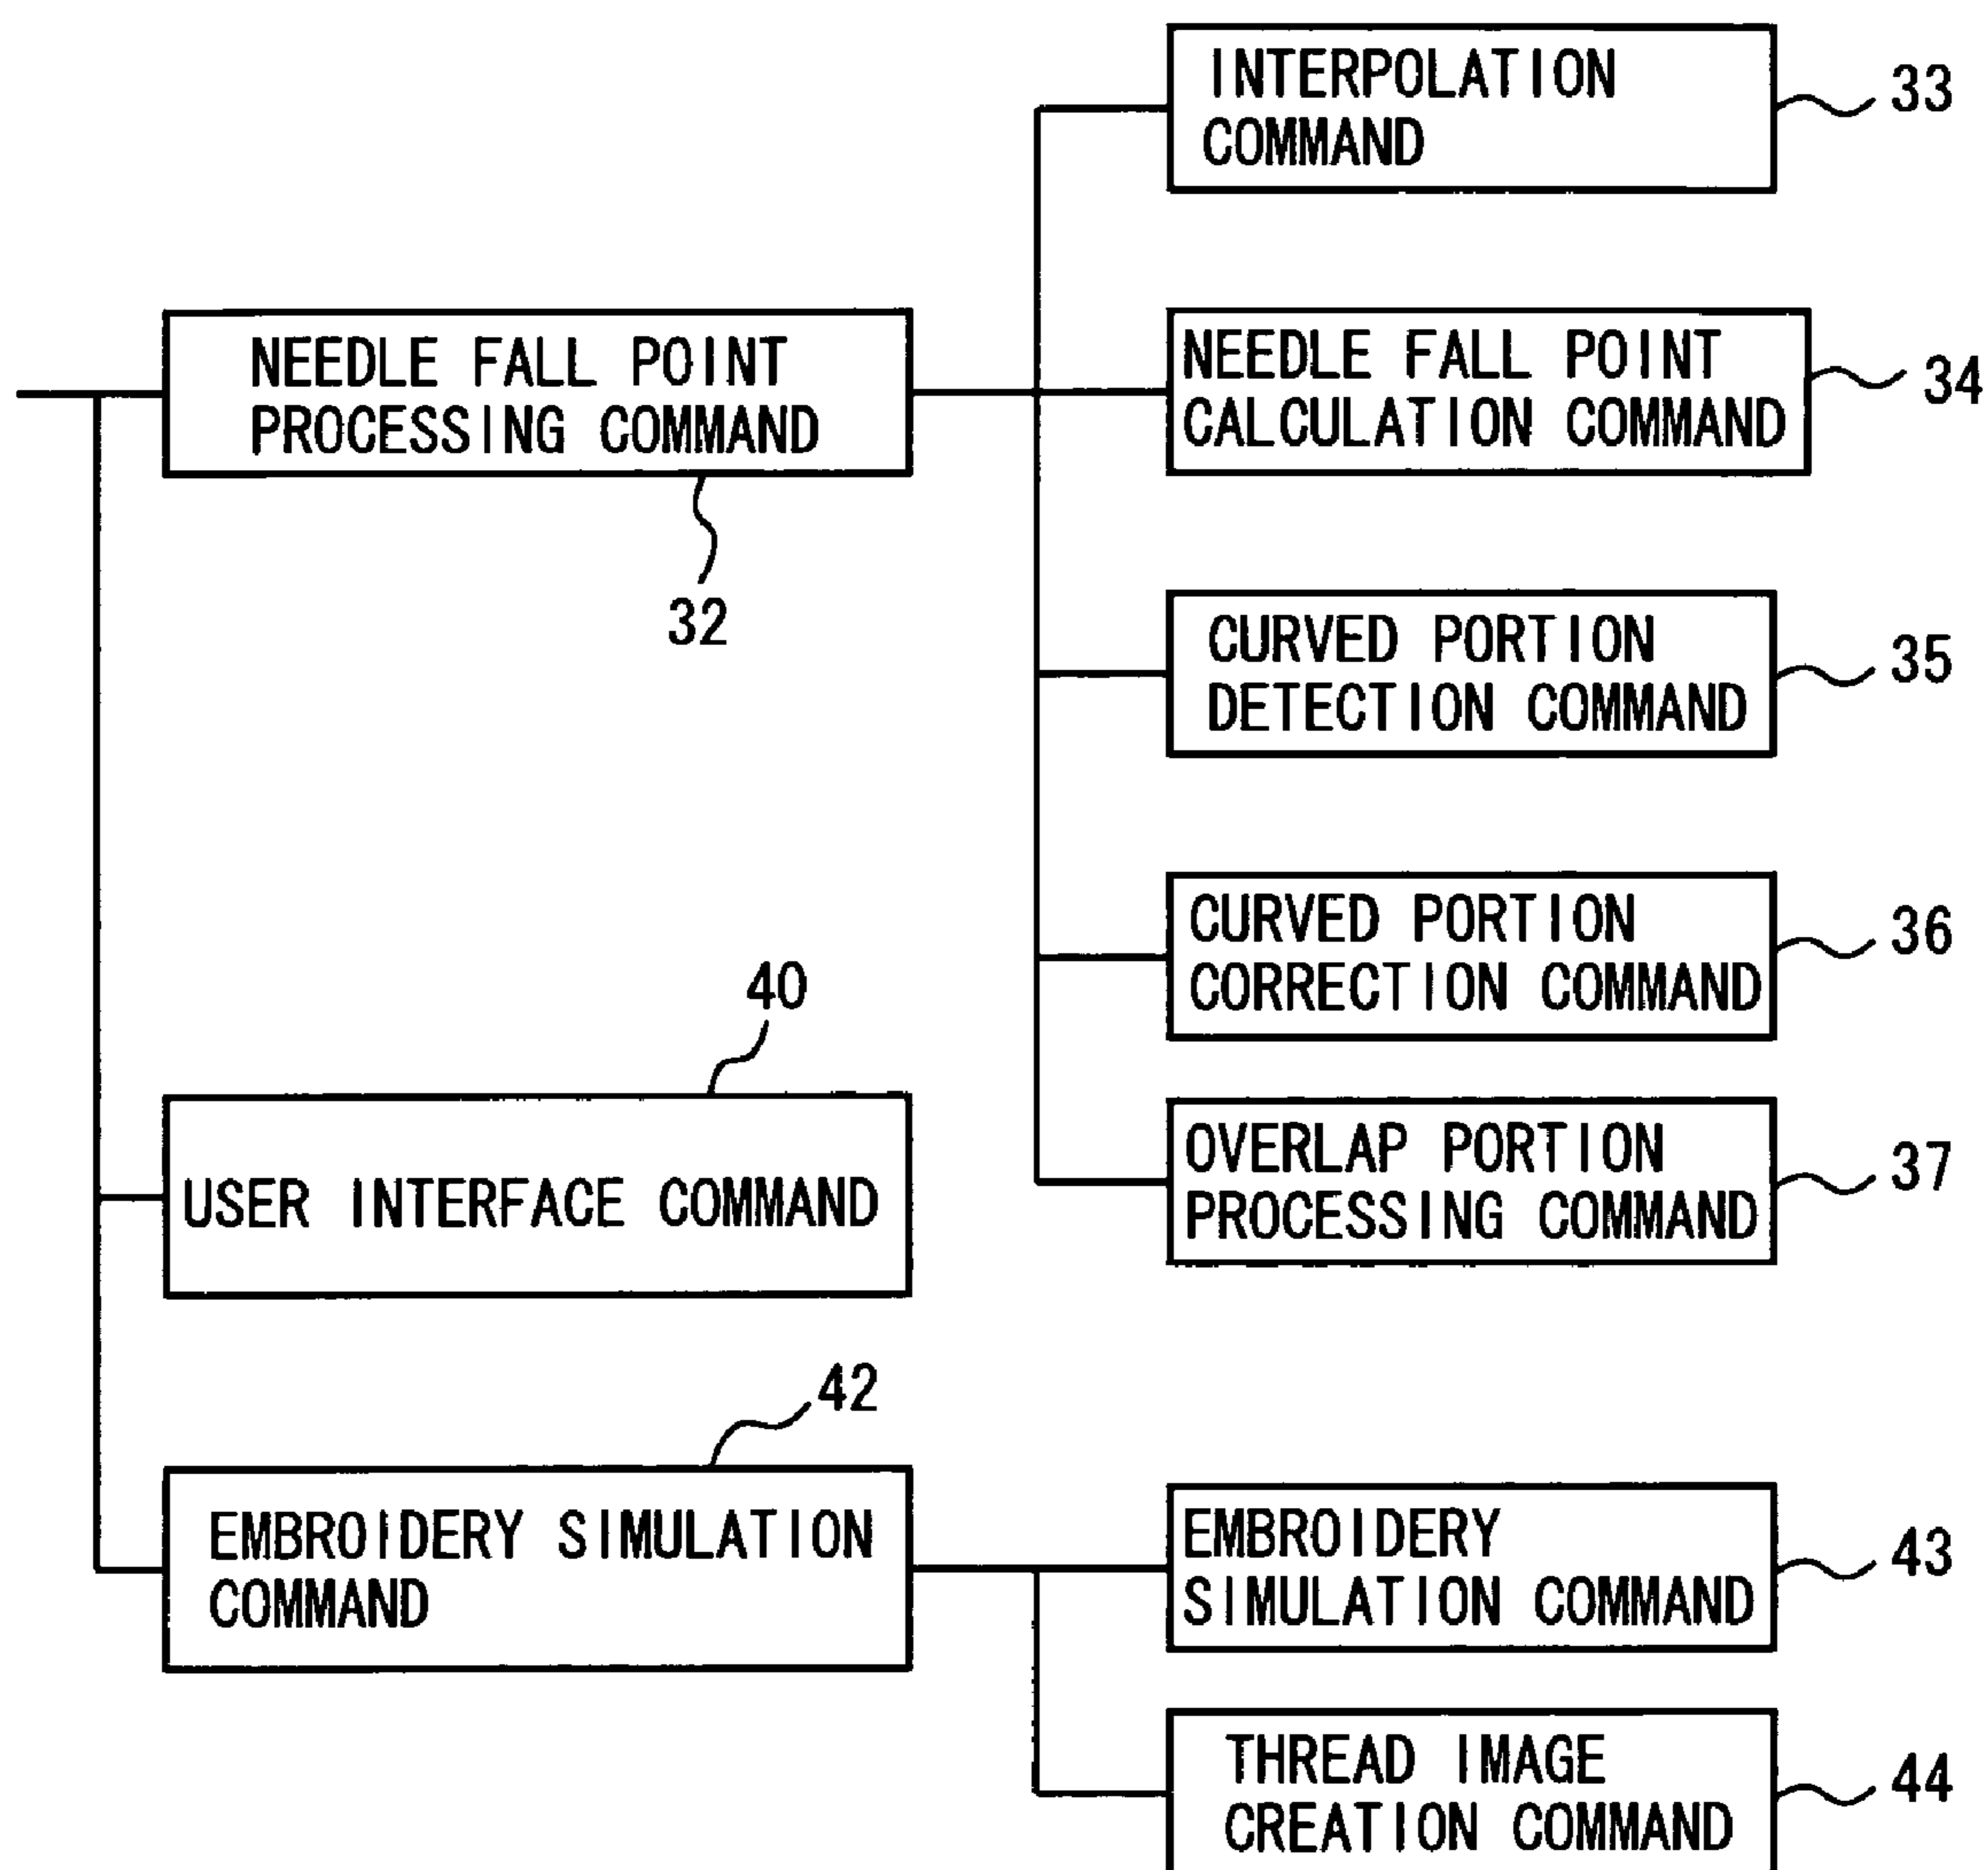 INTERPOLATION
COMMAND
33
NEEDLE FALL POINT
PROCESSING COMMAND
32
NEEDLE FALL POINT
CALCULATION COMMAND
34
CURVED PORTION
DETECTION COMMAND
35
CURVED PORTION
CORRECTION COMMAND
36
40
USER INTERFACE COMMAND
OVERLAP PORTION
PROCESSING COMMAND
37
42
EMBROIDERY SIMULATION
COMMAND
EMBROIDERY
SIMULATION COMMAND
43
THREAD IMAGE
CREATION COMMAND
44